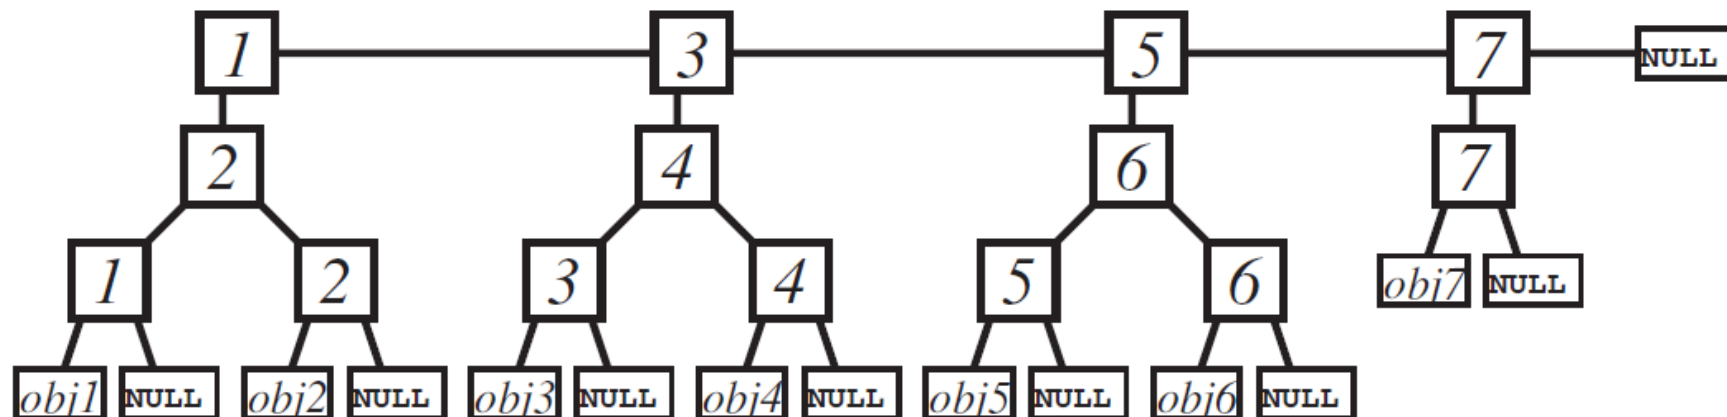 1 3 5 7 NULL
2 4 6 7
1 2 3 4 5 6 obj7 NULL
obj1 NULL obj2 NULL obj3 NULL obj4 NULL obj5 NULL obj6 NULL